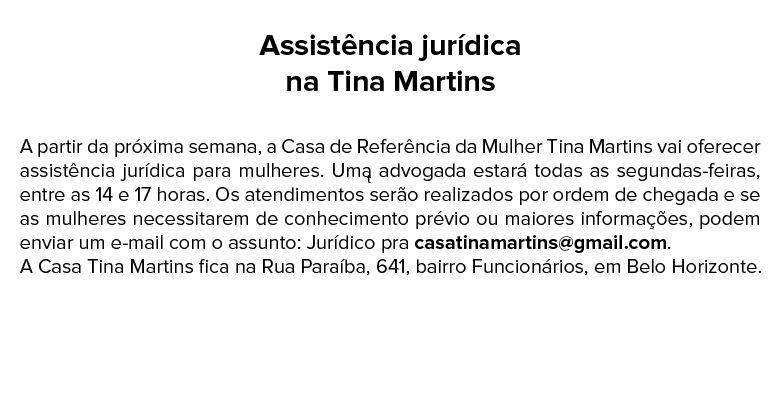 Assistência jurídica
na Tina Martins
A partir da próxima semana, a Casa de Referência da Mulher Tina Martins vai oferecer
assistência jurídica para mulheres. Umą advogada estará todas as segundas-feiras,
entre as 14 e 17 horas. Os atendimentos serão realizados por ordem de chegada e se
as mulheres necessitarem de conhecimento prévio ou maiores informações, podem
enviar um e-mail com o assunto: Jurídico pra casatinamartins@gmail.com.
A Casa Tina Martins fica na Rua Paraíba, 641, bairro Funcionários, em Belo Horizonte.